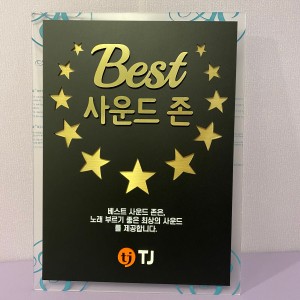 Best
사운드 존
베스트 사운드 존은,
노래 부르기 좋은 최상의 사운드
를 제공합니다.
tj TJ